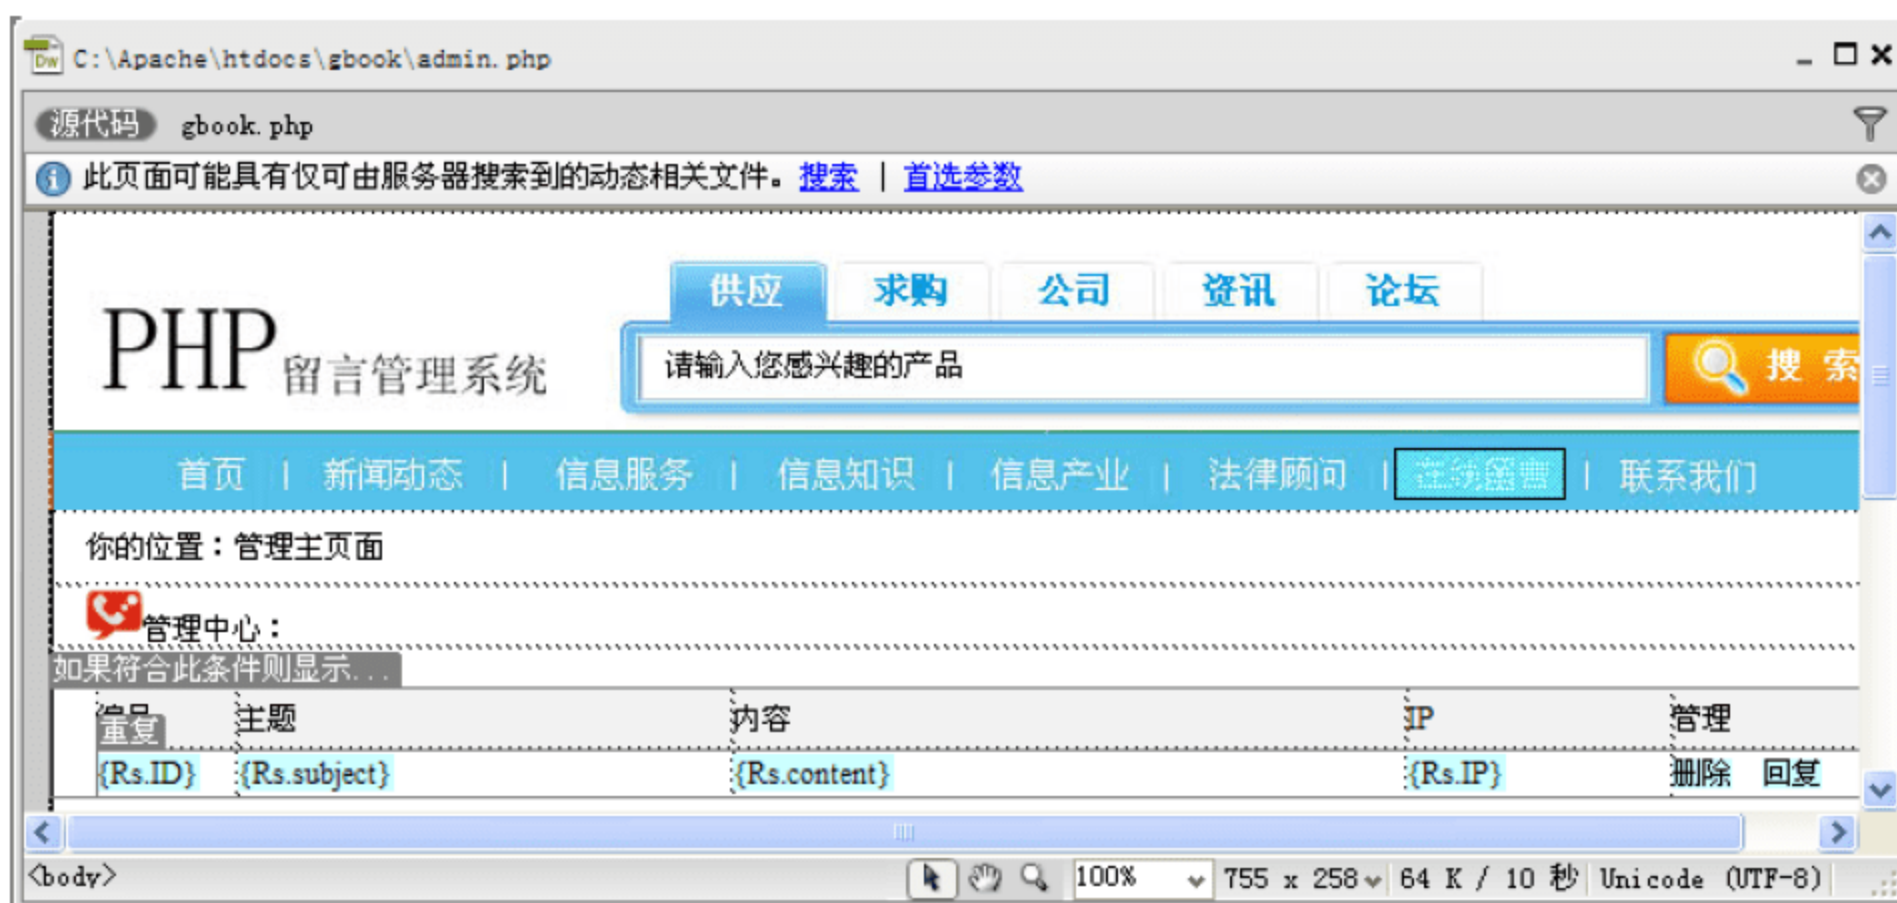 C:\Apache\htdocs\gbook\admin.php
源代码 gbook.php
此页面可能具有仅可由服务器搜索到的动态相关文件。搜索 | 首选参数
供应 求购 公司 资讯 论坛
PHP留言管理系统 请输入您感兴趣的产品 搜索
首页 | 新闻动态 | 信息服务 | 信息知识 | 信息产业 | 法律顾问 | 在线留言 | 联系我们
你的位置：管理主页面
管理中心：
如果符合此条件则显示...
重复 主题 内容 IP 管理
{Rs.ID} {Rs.subject} {Rs.content} {Rs.IP} 删除 回复
<body> 100% 755 x 258 64 K / 10 秒 Unicode (UTF-8)